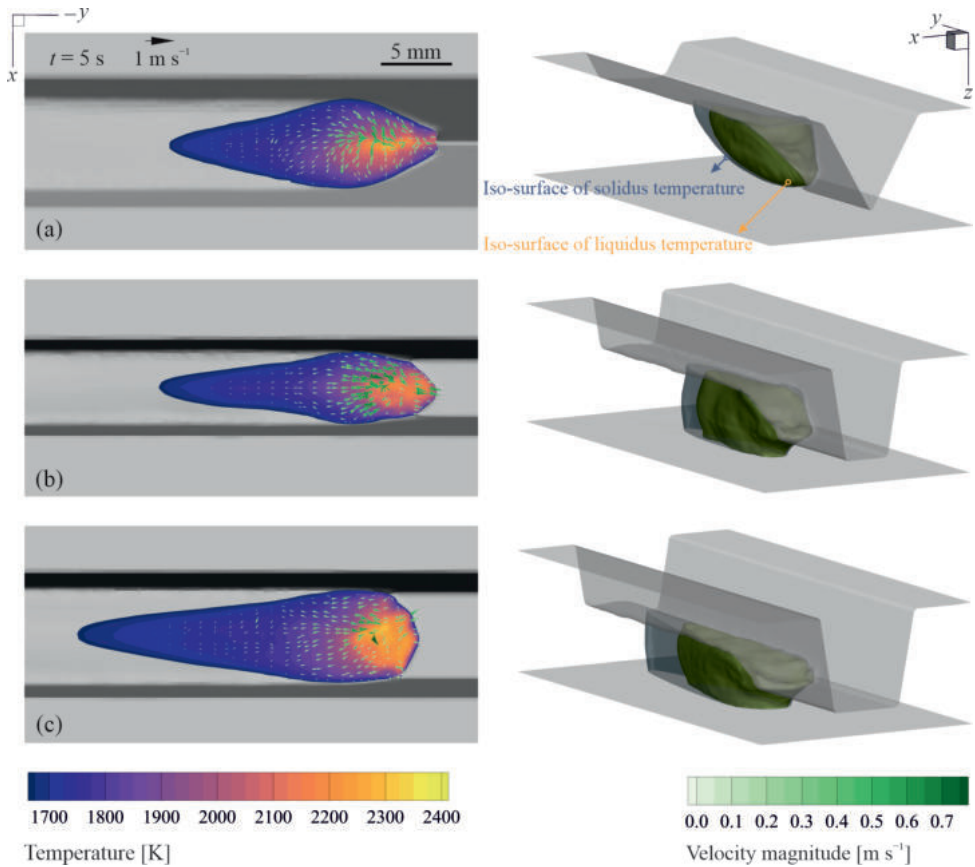 −y
x
t = 5 s
1 m s⁻¹
5 mm
y
x
z
Iso-surface of solidus temperature
Iso-surface of liquidus temperature
(a)
(b)
(c)
1700 1800 1900 2000 2100 2200 2300 2400
Temperature [K]
0.0 0.1 0.2 0.3 0.4 0.5 0.6 0.7
Velocity magnitude [m s⁻¹]